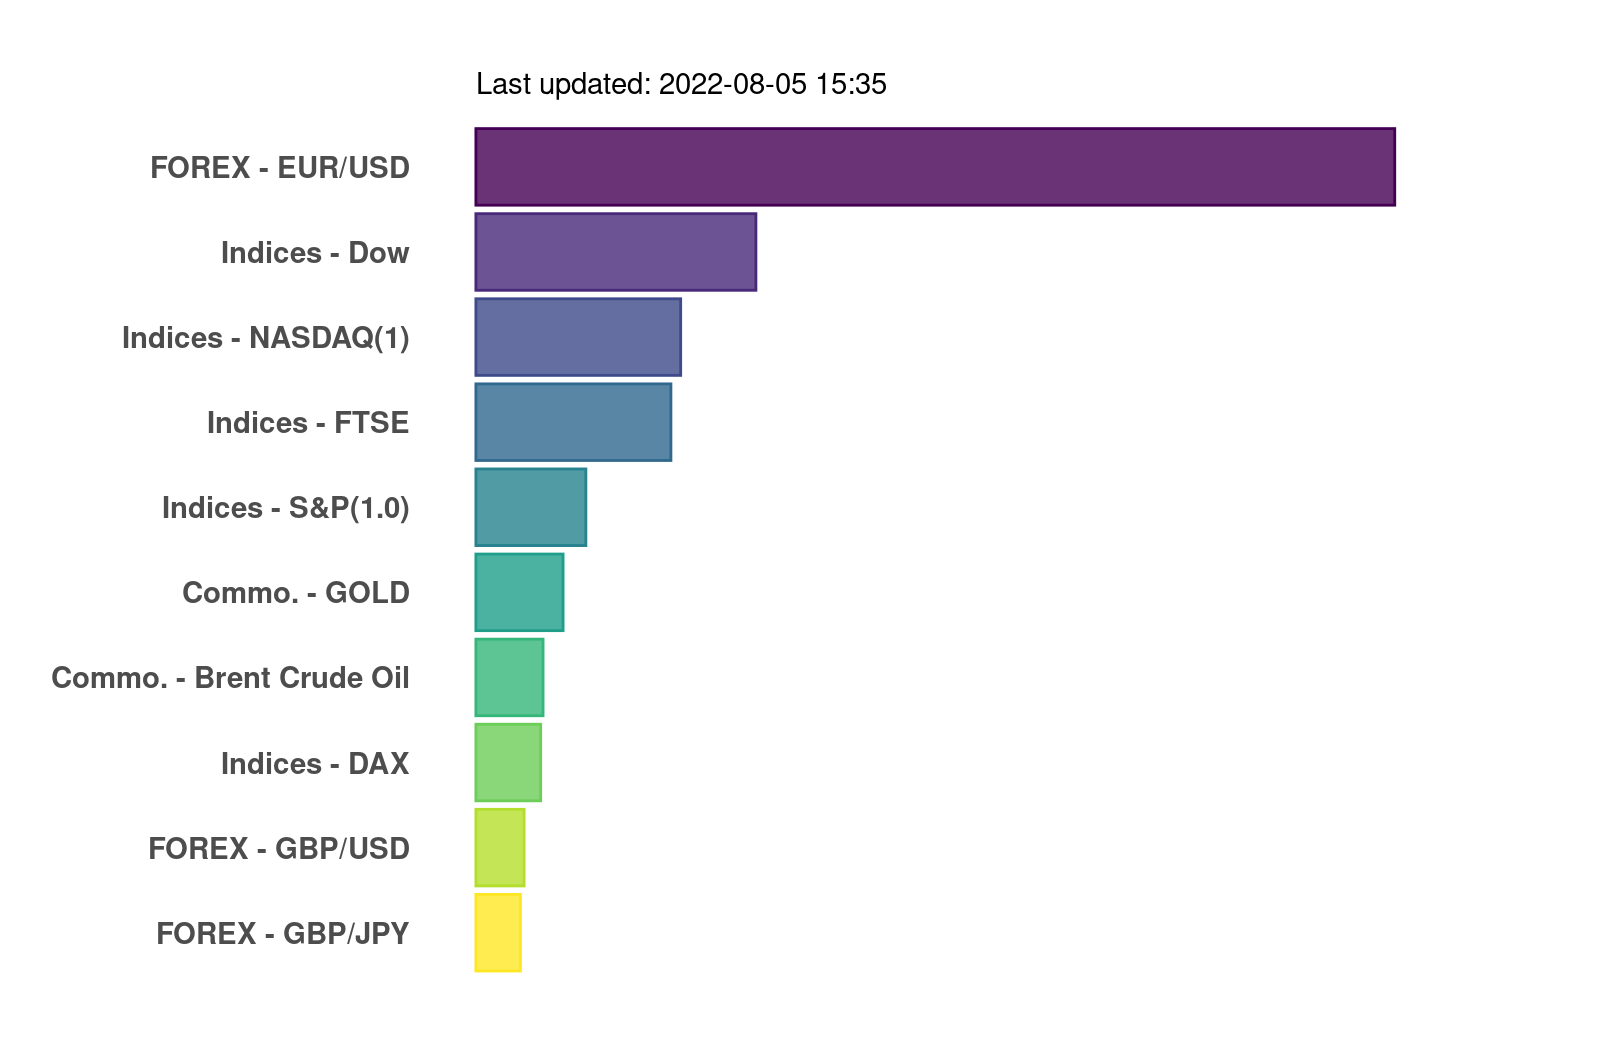 Last updated: 2022-08-05 15:35
FOREX - EUR/USD
Indices - Dow
Indices - NASDAQ(1)
Indices - FTSE
Indices - S&P(1.0)
Commo. - GOLD
Commo. - Brent Crude Oil
Indices - DAX
FOREX - GBP/USD
FOREX - GBP/JPY